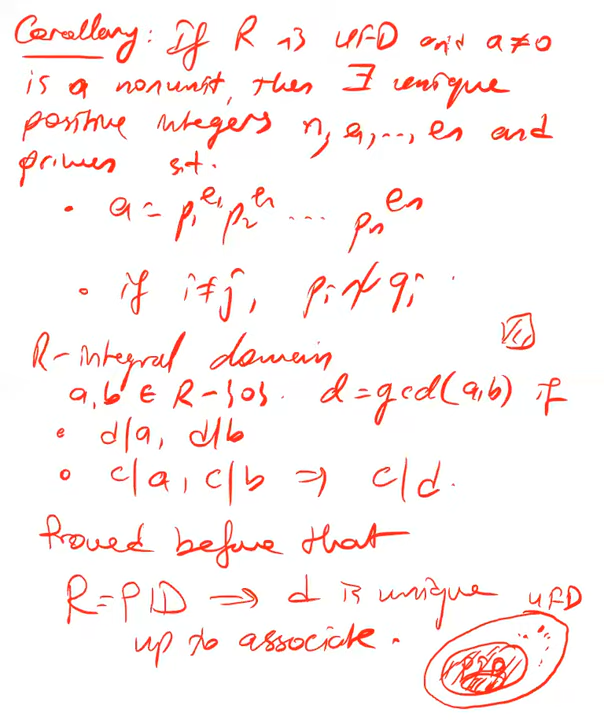 Corollary: If R is UFD and a≠0
is a nonunit, then ∃ unique
positive integers n, e₁,..., eₙ and
primes s.t.
• a = p₁^e₁ p₂^e₂ ... pₙ^eₙ
• if i≠j, pᵢ≁qⱼ.
R-integral domain
a,b ∈ R-{0}. d=gcd(a,b) if
• d|a, d|b
• c|a, c|b ⇒ c|d.
Proved before that
R=PID ⇒ d is unique
up to associate.
UFD
PID